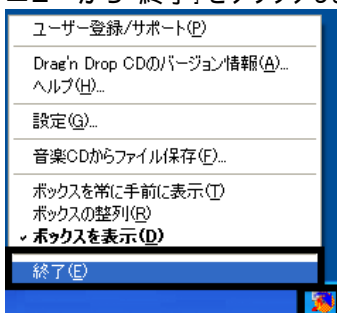 ユーザー登録/サポート(P)
Drag'n Drop CDのバージョン情報(A)...
ヘルプ(H)...
設定(G)...
音楽CDからファイル保存(F)...
ボックスを常に手前に表示(T)
ボックスの整列(R)
ボックスを表示(D)
終了(E)